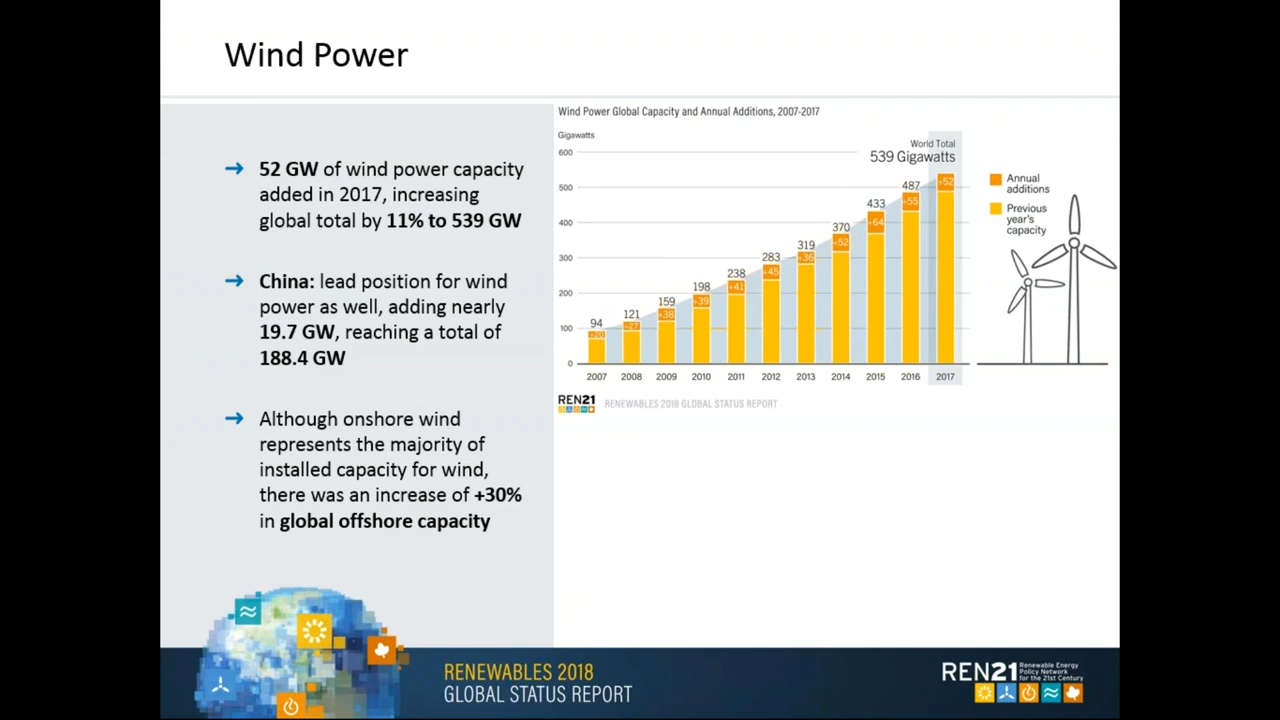 Wind Power
→ 52 GW of wind power capacity
added in 2017, increasing
global total by 11% to 539 GW
→ China: lead position for wind
power as well, adding nearly
19.7 GW, reaching a total of
188.4 GW
→ Although onshore wind
represents the majority of
installed capacity for wind,
there was an increase of +30%
in global offshore capacity
Wind Power Global Capacity and Annual Additions, 2007-2017
Gigawatts
World Total
539 Gigawatts
600
500
400
300
200
100
0
94
121
159
198
238
283
319
370
433
487
+20
+27
+38
+39
+41
+45
+36
+52
+64
+55
+52
2007 2008 2009 2010 2011 2012 2013 2014 2015 2016 2017
Annual
additions
Previous
year's
capacity
REN21 RENEWABLES 2018 GLOBAL STATUS REPORT
RENEWABLES 2018
GLOBAL STATUS REPORT
REN21
Renewable Energy
Policy Network
for the 21st Century